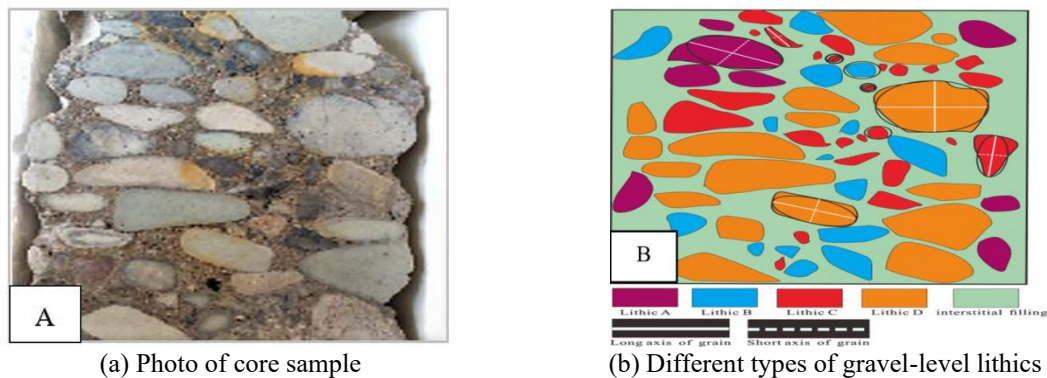 A
B
Lithic A Lithic B Lithic C Lithic D interstitial filling
Long axis of grain Short axis of grain
(a) Photo of core sample (b) Different types of gravel-level lithics